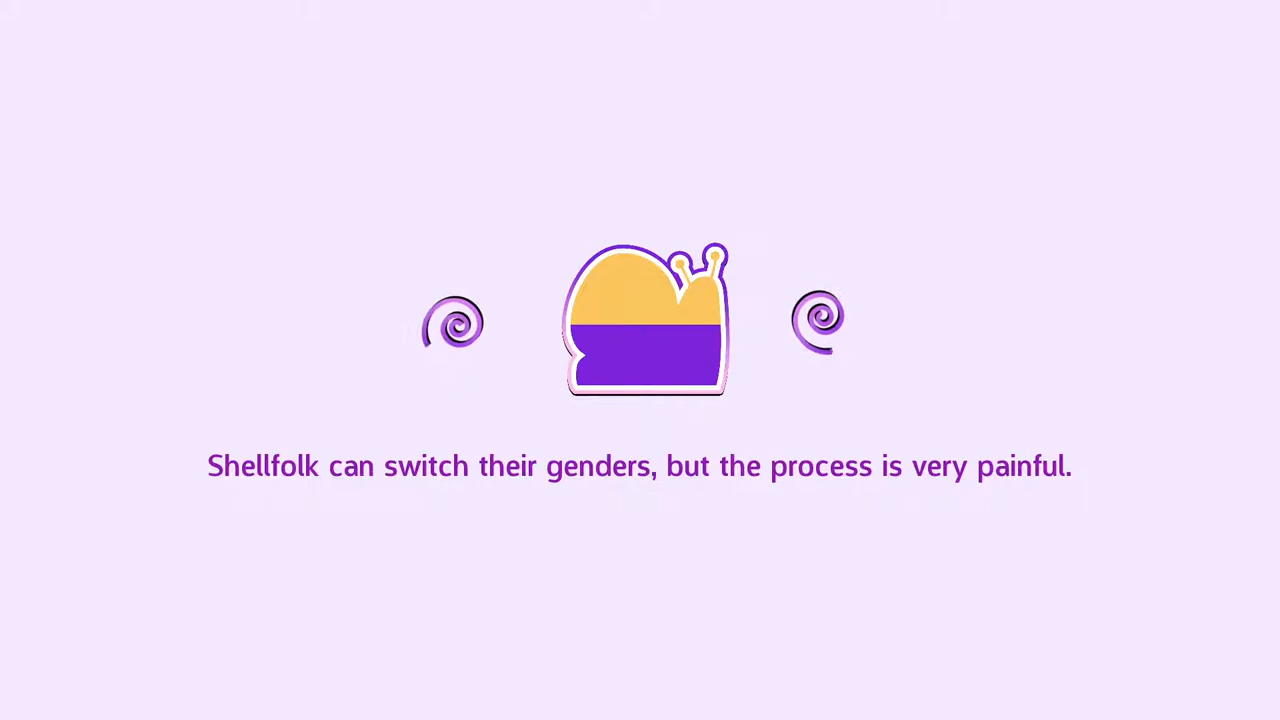 Shellfolk can switch their genders, but the process is very painful.